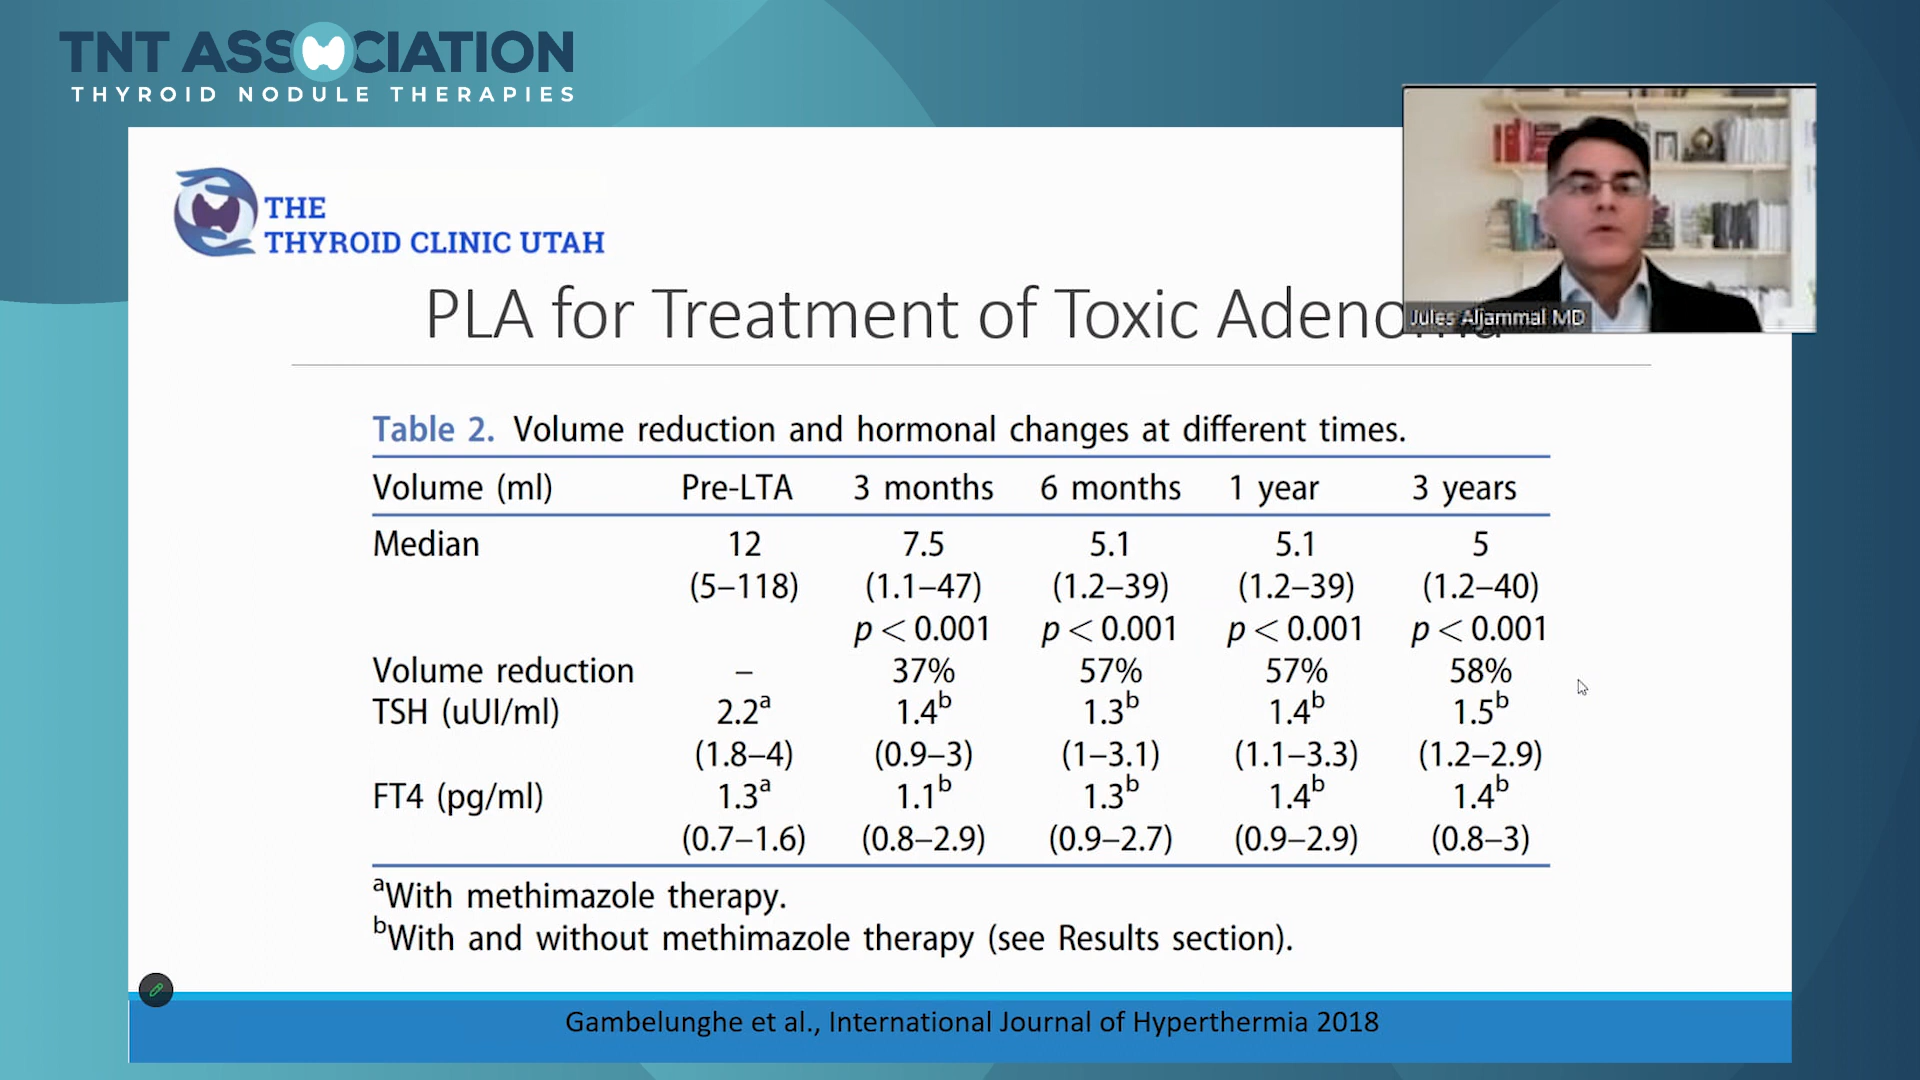 TNT ASSOCIATION
THYROID NODULE THERAPIES
THE
THYROID CLINIC UTAH
Jules Aljammal MD
PLA for Treatment of Toxic
Table 2. Volume reduction and hormonal changes at different times.
Volume (ml) Pre-LTA 3 months 6 months 1 year 3 years
Median 12 7.5 5.1 5.1 5
(5–118) (1.1–47) (1.2–39) (1.2–39) (1.2–40)
p < 0.001 p < 0.001 p < 0.001 p < 0.001
Volume reduction – 37% 57% 57% 58%
TSH (uUI/ml) 2.2ᵃ 1.4ᵇ 1.3ᵇ 1.4ᵇ 1.5ᵇ
(1.8–4) (0.9–3) (1–3.1) (1.1–3.3) (1.2–2.9)
FT4 (pg/ml) 1.3ᵃ 1.1ᵇ 1.3ᵇ 1.4ᵇ 1.4ᵇ
(0.7–1.6) (0.8–2.9) (0.9–2.7) (0.9–2.9) (0.8–3)
ᵃWith methimazole therapy.
ᵇWith and without methimazole therapy (see Results section).
Gambelunghe et al., International Journal of Hyperthermia 2018